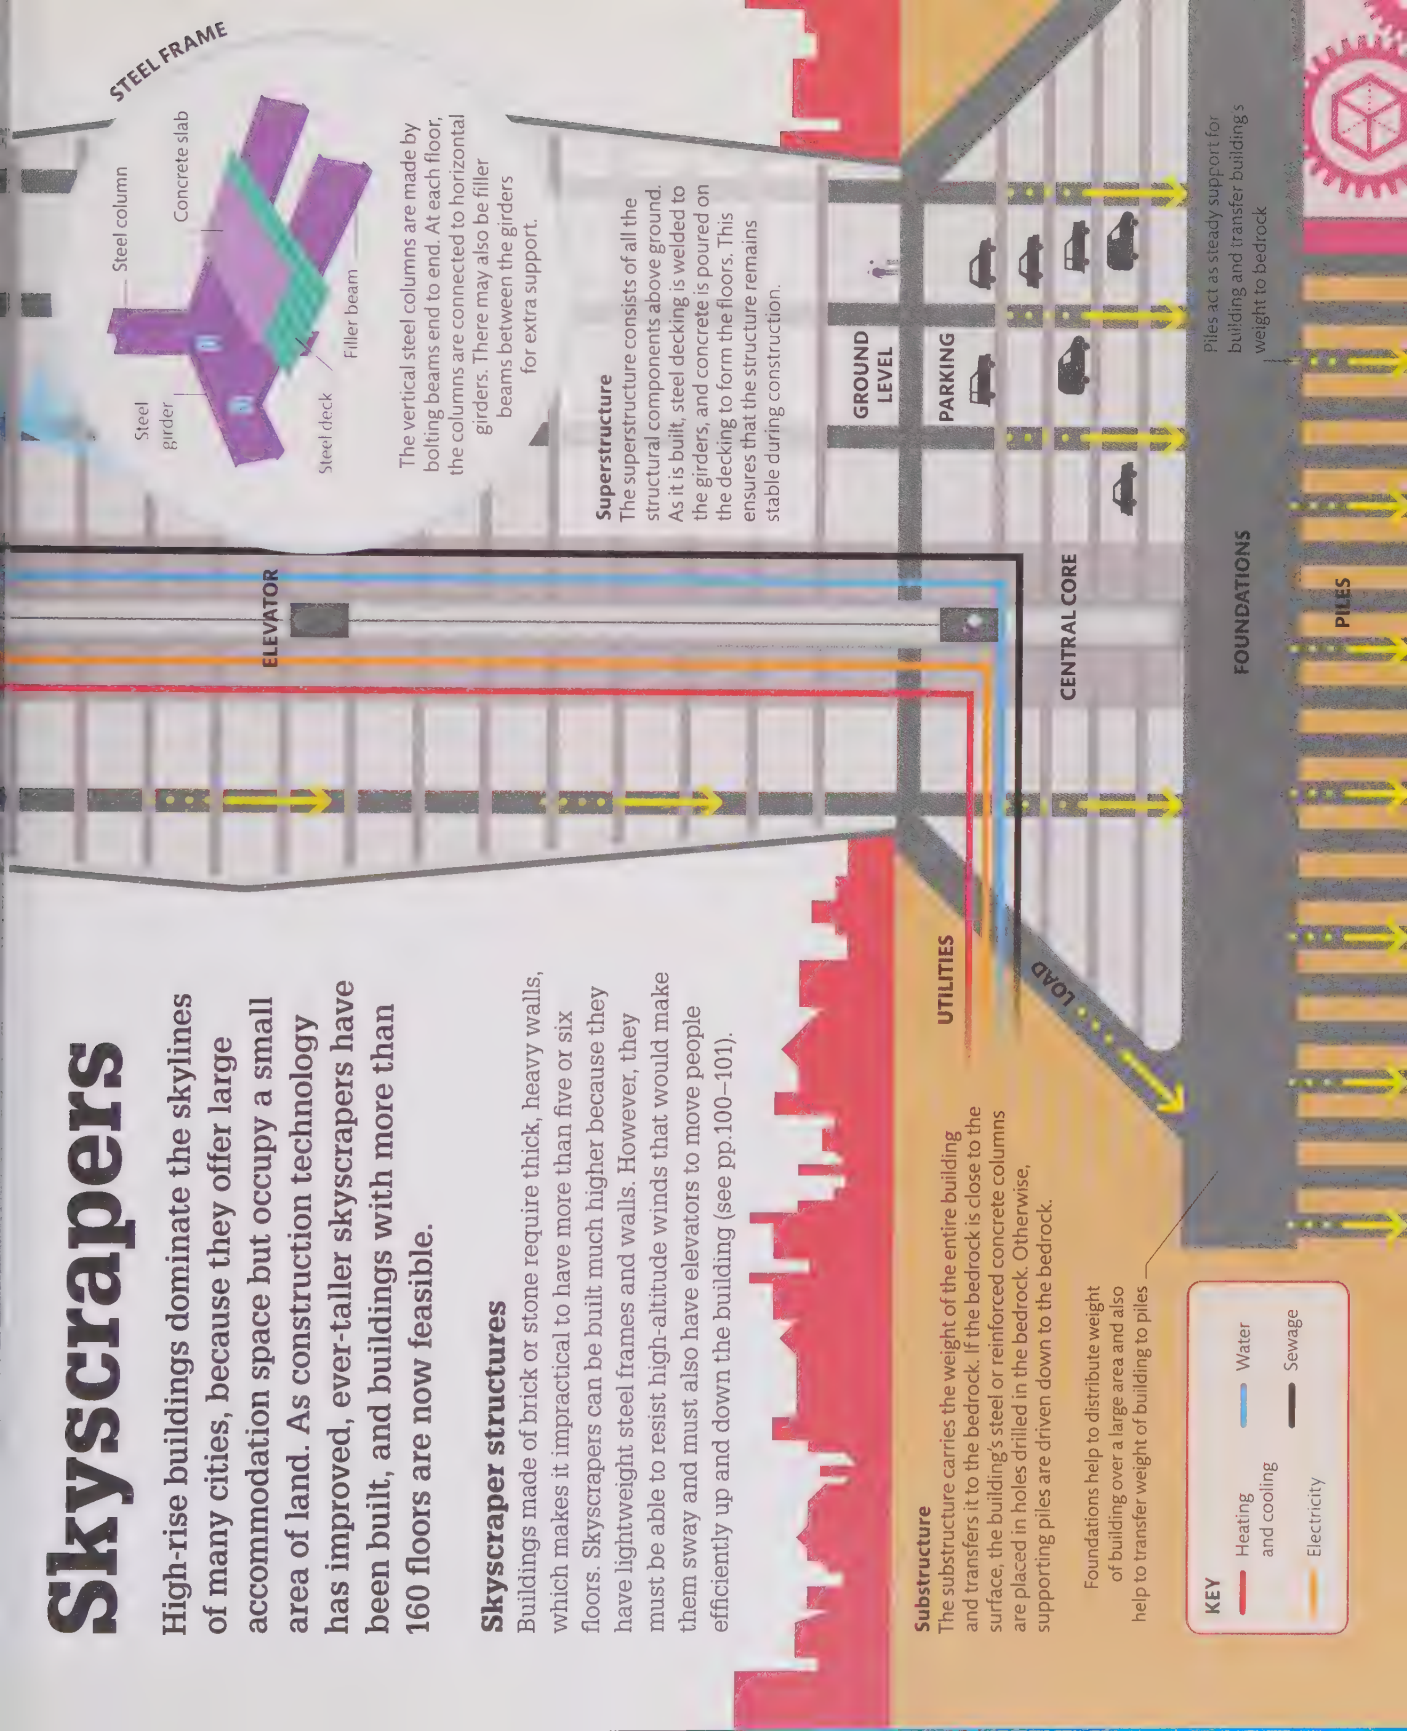 Skyscrapers
High-rise buildings dominate the skylines
of many cities, because they offer large
accommodation space but occupy a small
area of land. As construction technology
has improved, ever-taller skyscrapers have
been built, and buildings with more than
160 floors are now feasible.
Skyscraper structures
Buildings made of brick or stone require thick, heavy walls,
which makes it impractical to have more than five or six
floors. Skyscrapers can be built much higher because they
have lightweight steel frames and walls. However, they
must be able to resist high-altitude winds that would make
them sway and must also have elevators to move people
efficiently up and down the building (see pp.100–101).
Substructure
The substructure carries the weight of the entire building
and transfers it to the bedrock. If the bedrock is close to the
surface, the building's steel or reinforced concrete columns
are placed in holes drilled in the bedrock. Otherwise,
supporting piles are driven down to the bedrock.
Foundations help to distribute weight
of building over a large area and also
help to transfer weight of building to piles
KEY
Heating
and cooling
Water
Electricity
Sewage
UTILITIES
LOAD
ELEVATOR
CENTRAL CORE
FOUNDATIONS
PILES
STEEL FRAME
Steel column
Concrete slab
Steel
girder
Steel deck
Filler beam
The vertical steel columns are made by
bolting beams end to end. At each floor,
the columns are connected to horizontal
girders. There may also be filler
beams between the girders
for extra support.
Superstructure
The superstructure consists of all the
structural components above ground.
As it is built, steel decking is welded to
the girders, and concrete is poured on
the decking to form the floors. This
ensures that the structure remains
stable during construction.
GROUND
LEVEL
PARKING
Piles act as steady support for
building and transfer building's
weight to bedrock